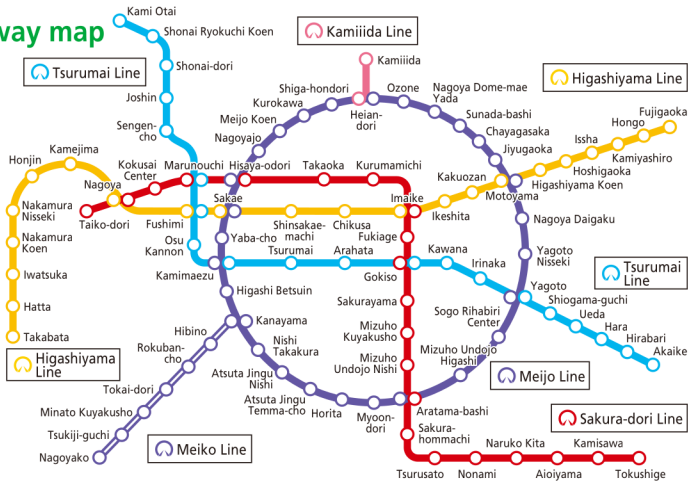 way map
Kami Otai
Shonai Ryokuchi Koen
Kamiiida Line
Tsurumai Line
Shonai-dori
Kamiiida
Higashiyama Line
Joshin
Shiga-hondori
Ozone
Nagoya Dome-mae
Yada
Kurokawa
Heian-
dori
Sunada-bashi
Fujigaoka
Sengen-
cho
Meijo Koen
Chayagasaka
Hongo
Nagoyajo
Jiyugaoka
Issha
Kamiyashiro
Kamejima
Honjin
Kokusai
Center
Marunouchi
Hisaya-odori
Takaoka
Kurumamichi
Hoshigaoka
Nagoya
Kakuozan
Higashiyama Koen
Motoyama
Nakamura
Nisseki
Taiko-dori
Sakae
Imaike
Ikeshita
Fushimi
Shinsakae-
machi
Chikusa
Nagoya Daigaku
Nakamura
Koen
Osu
Kannon
Yaba-cho
Fukiage
Tsurumai
Arahata
Kawana
Yagoto
Nisseki
Iwatsuka
Kamimaezu
Gokiso
Irinaka
Tsurumai
Line
Higashi Betsuin
Yagoto
Hatta
Sakurayama
Shiogama-guchi
Kanayama
Sogo Rihabiri
Center
Ueda
Takabata
Hibino
Mizuho
Kuyakusho
Hara
Nishi
Takakura
Hirabari
Rokuban-
cho
Mizuho Undojo
Higashi
Akaike
Higashiyama
Line
Mizuho
Undojo Nishi
Atsuta Jingu
Nishi
Meijo Line
Tokai-dori
Atsuta Jingu
Temma-cho
Horita
Myoon-
dori
Aratama-bashi
Minato Kuyakusho
Sakura-dori Line
Tsukiji-guchi
Sakura-
hommachi
Meiko Line
Naruko Kita
Kamisawa
Nagoyako
Tsurusato
Nonami
Aioiyama
Tokushige